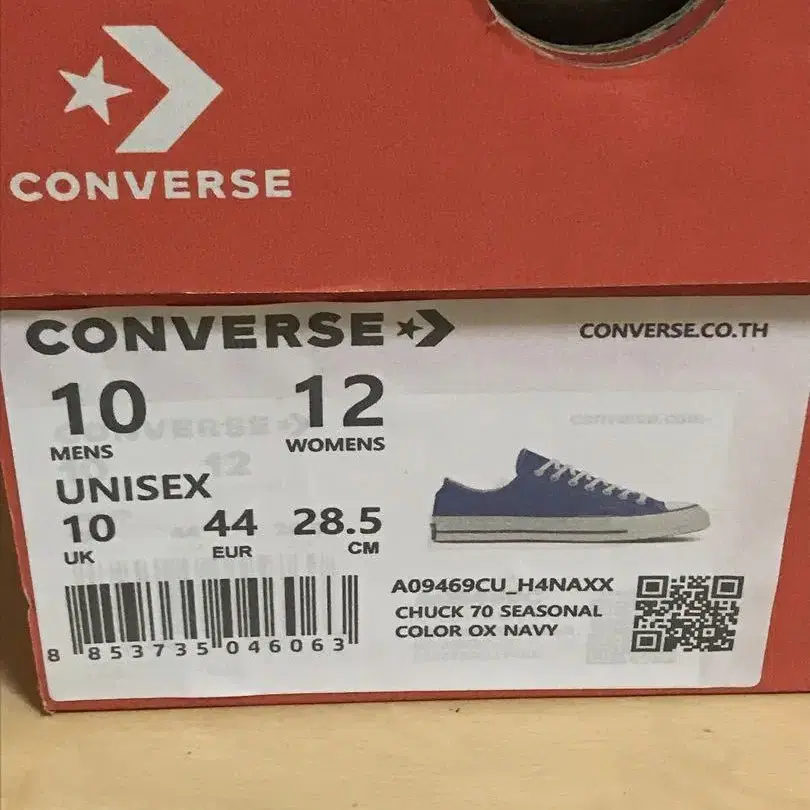 CONVERSE
CONVERSE
CONVERSE.CO.TH
10 12
MENS WOMENS
UNISEX
10 44 28.5
UK EUR CM
A09469CU_H4NAXX
CHUCK 70 SEASONAL
COLOR OX NAVY
8 853735 046063